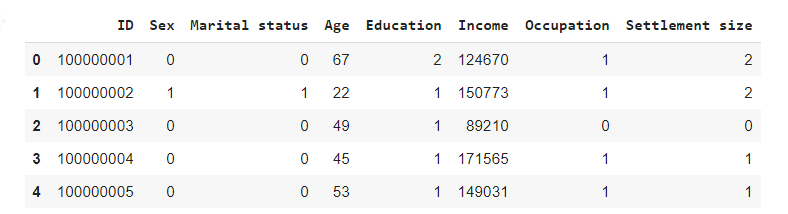 ID Sex Marital status Age Education Income Occupation Settlement size
0 100000001 0 0 67 2 124670 1 2
1 100000002 1 1 22 1 150773 1 2
2 100000003 0 0 49 1 89210 0 0
3 100000004 0 0 45 1 171565 1 1
4 100000005 0 0 53 1 149031 1 1